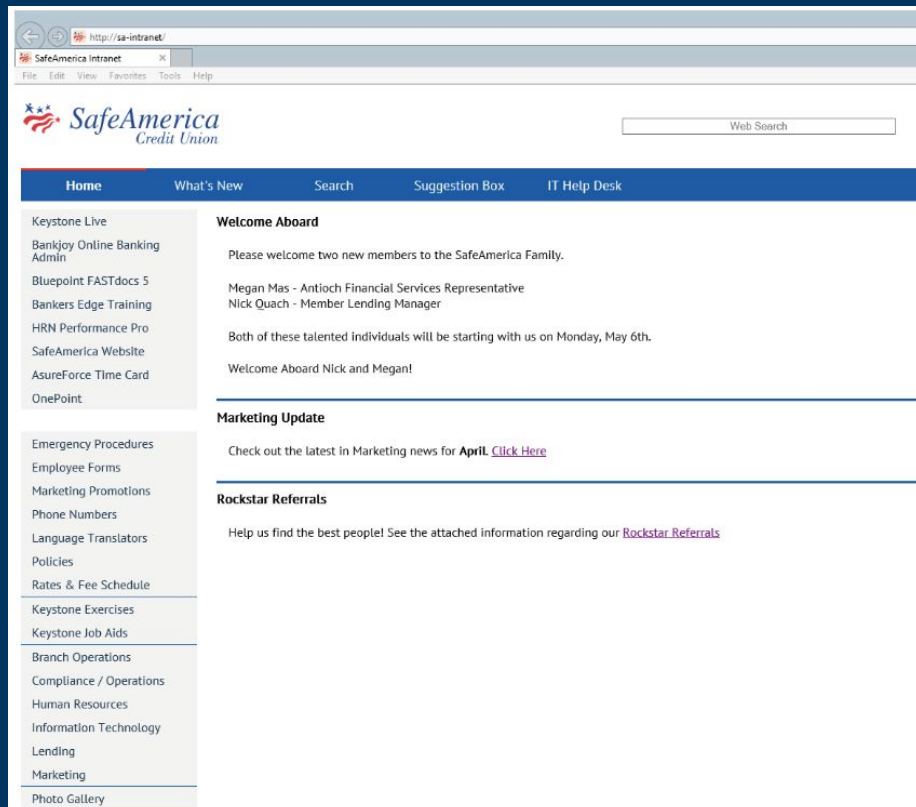 http://sa-intranet/
SafeAmerica Intranet
File Edit View Favorites Tools Help
SafeAmerica
Credit Union
Web Search
Home What's New Search Suggestion Box IT Help Desk
Keystone Live
Bankjoy Online Banking
Admin
Bluepoint FASTdocs 5
Bankers Edge Training
HRN Performance Pro
SafeAmerica Website
AsureForce Time Card
OnePoint
Emergency Procedures
Employee Forms
Marketing Promotions
Phone Numbers
Language Translators
Policies
Rates & Fee Schedule
Keystone Exercises
Keystone Job Aids
Branch Operations
Compliance / Operations
Human Resources
Information Technology
Lending
Marketing
Photo Gallery
Welcome Aboard
Please welcome two new members to the SafeAmerica Family.
Megan Mas - Antioch Financial Services Representative
Nick Quach - Member Lending Manager
Both of these talented individuals will be starting with us on Monday, May 6th.
Welcome Aboard Nick and Megan!
Marketing Update
Check out the latest in Marketing news for April. Click Here
Rockstar Referrals
Help us find the best people! See the attached information regarding our Rockstar Referrals